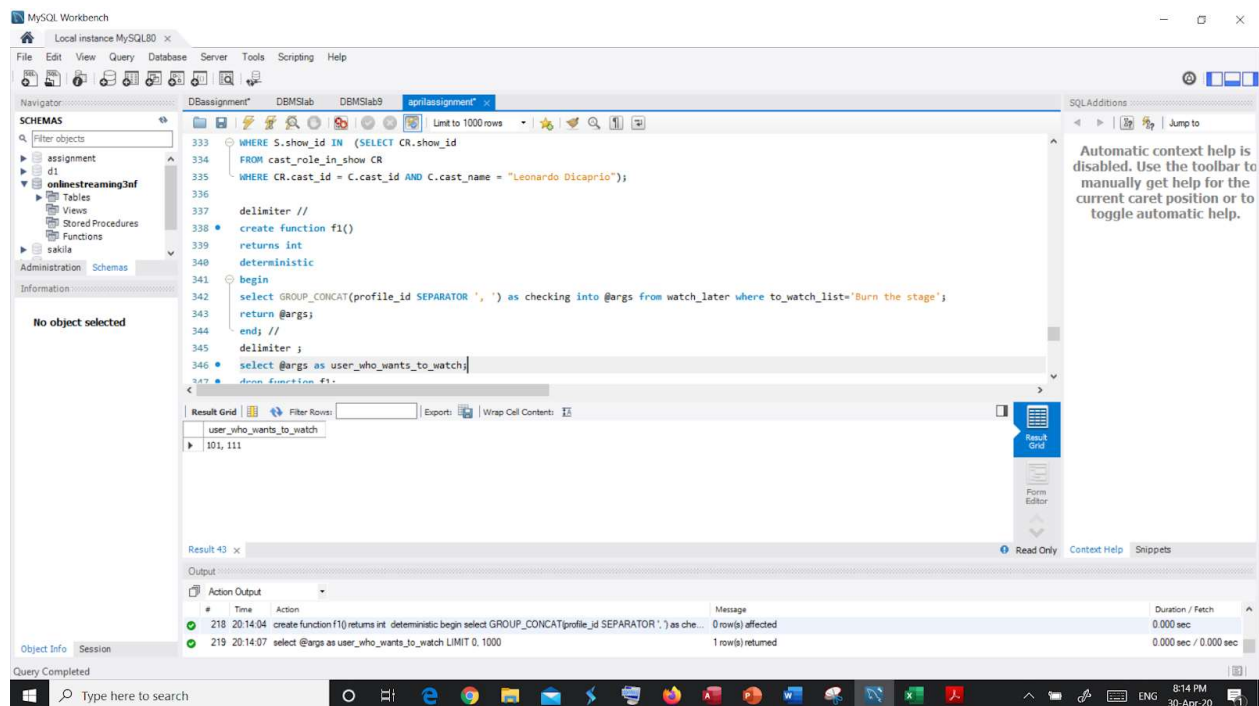 MySQL Workbench
Local instance MySQL80
File Edit View Query Database Server Tools Scripting Help
Navigator
SCHEMAS
Filter objects
assignment
d1
onlinestreaming3nf
Tables
Views
Stored Procedures
Functions
sakila
Administration Schemas
Information
No object selected
Object Info Session
Query Completed
DBassignment* DBMSlab DBMSlab9 aprilassignment*
Limit to 1000 rows
333 WHERE S.show_id IN (SELECT CR.show_id
334 FROM cast_role_in_show CR
335 WHERE CR.cast_id = C.cast_id AND C.cast_name = "Leonardo Dicaprio");
336
337 delimiter //
338 create function f1()
339 returns int
340 deterministic
341 begin
342 select GROUP_CONCAT(profile_id SEPARATOR ', ') as checking into @args from watch_later where to_watch_list='Burn the stage';
343 return @args;
344 end; //
345 delimiter ;
346 select @args as user_who_wants_to_watch;
347 drop function f1;
Result Grid Filter Rows: Export: Wrap Cell Content:
user_who_wants_to_watch
101, 111
Result Grid
Form Editor
Result 43
Read Only
Output
Action Output
# Time Action Message Duration / Fetch
218 20:14:04 create function f1() returns int deterministic begin select GROUP_CONCAT(profile_id SEPARATOR ', ') as che... 0 row(s) affected 0.000 sec
219 20:14:07 select @args as user_who_wants_to_watch LIMIT 0, 1000 1 row(s) returned 0.000 sec / 0.000 sec
SQLAdditions
Jump to
Automatic context help is
disabled. Use the toolbar to
manually get help for the
current caret position or to
toggle automatic help.
Context Help Snippets
Type here to search
ENG
8:14 PM
30-Apr-20